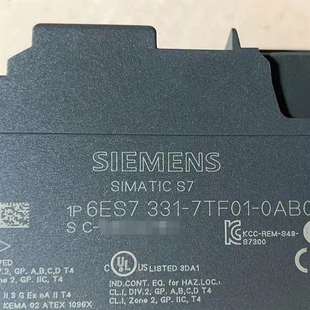 SIEMENS
SIMATIC S7
1P 6ES7 331-7TF01-0AB0
S C-
KCC-REM-S49-
S7300
UL US LISTED 3DA1
IV.2, GP. A,B,C,D T4
2, GP. IIC, T4
IND. CONT. EQ. for HAZ. LOC.
CL.I, DIV.2, GP. A,B,C,D T4
CL.I, Zone 2, GP. IIC, T4
II 3 G Ex nA II T4
KEMA 02 ATEX 1096X